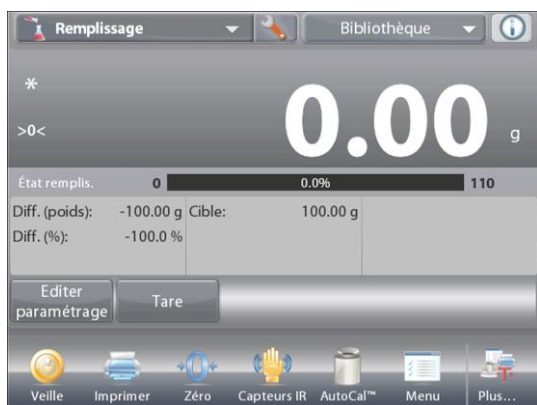 Remplissage
Bibliothèque
*
>0<
0.00 g
État remplis. 0 0.0% 110
Diff. (poids): -100.00 g Cible: 100.00 g
Diff. (%): -100.0 %
Editer
paramétrage
Tare
Veille Imprimer Zéro Capteurs IR AutoCal™ Menu Plus...